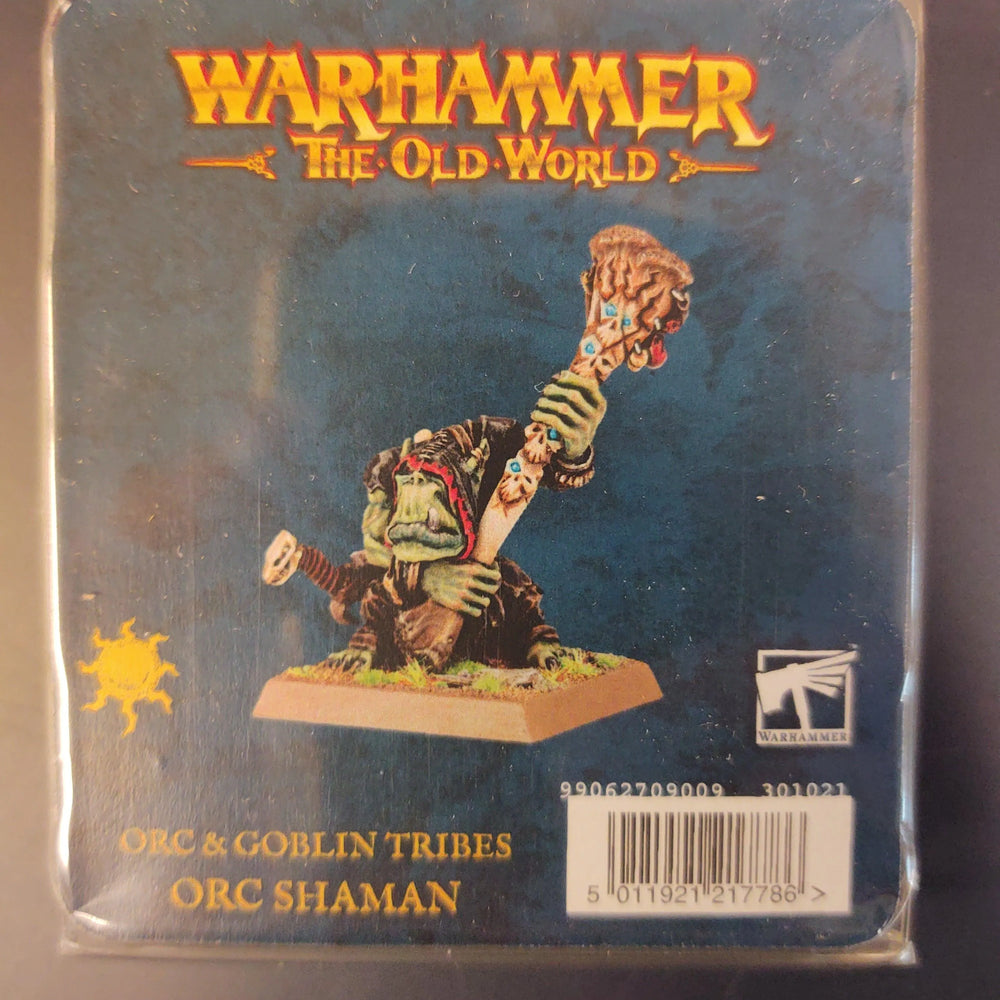 WARHAMMER
THE·OLD·WORLD
WARHAMMER
99062709009 301021
ORC & GOBLIN TRIBES
ORC SHAMAN
5 011921 217786 >